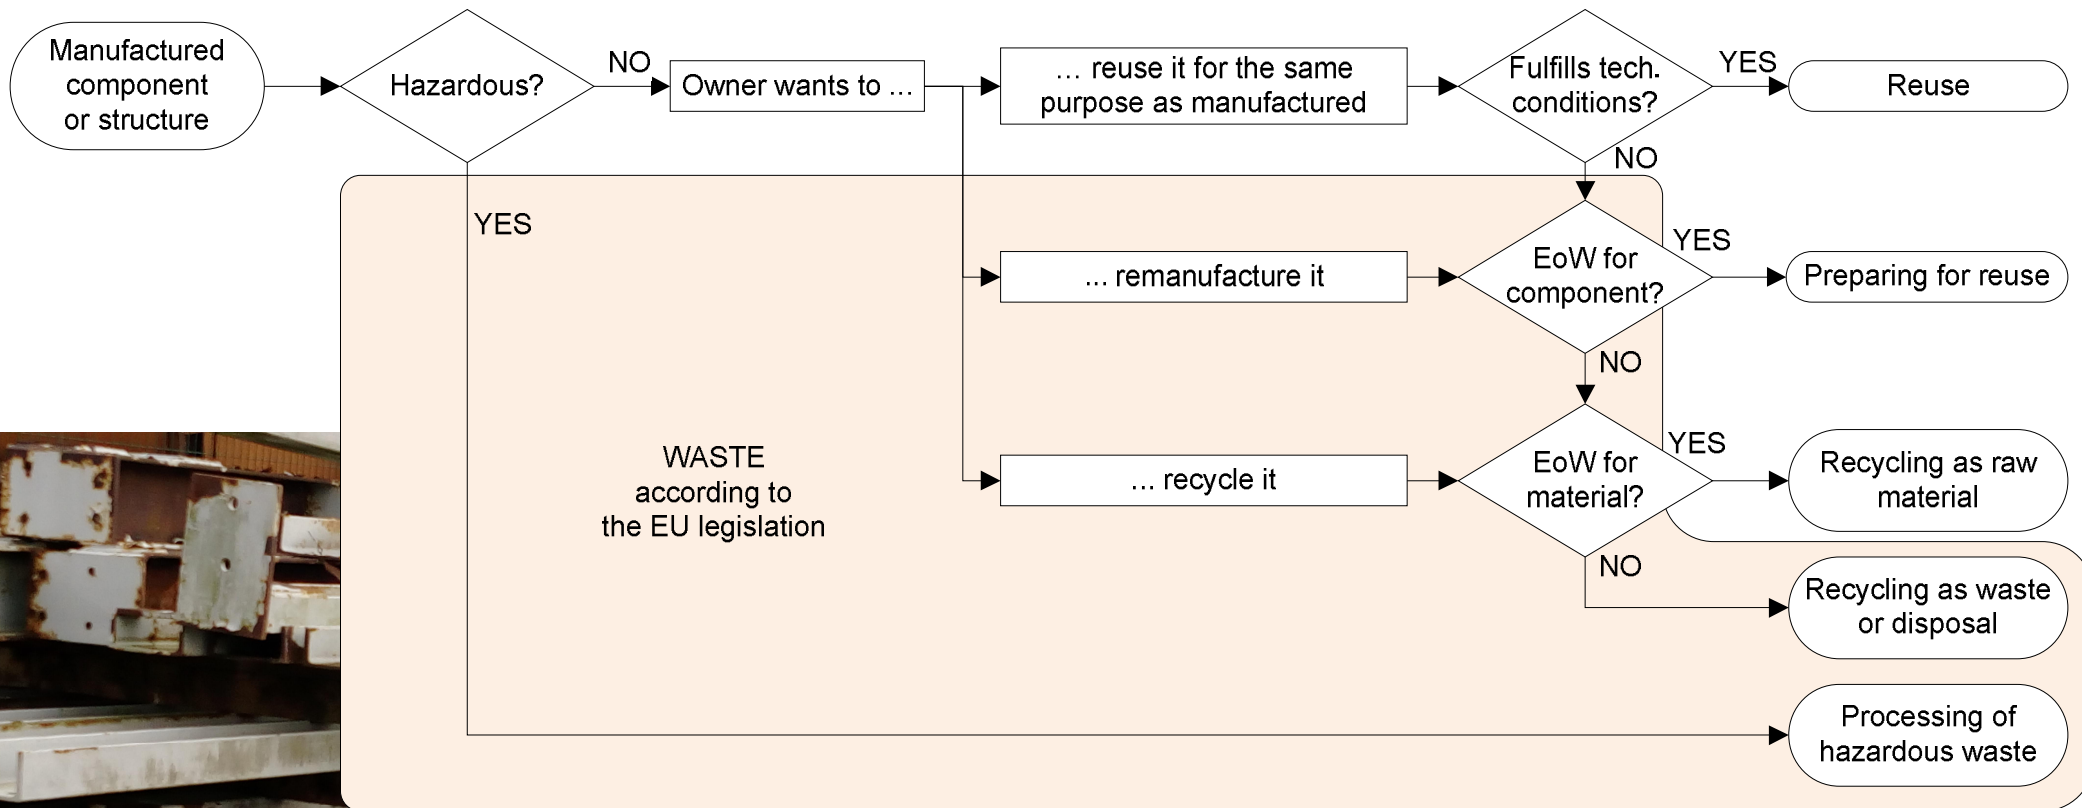 Manufactured
component
or structure
Hazardous?
NO
Owner wants to ...
... reuse it for the same
purpose as manufactured
Fulfills tech.
conditions?
YES
Reuse
NO
YES
... remanufacture it
EoW for
component?
YES
Preparing for reuse
NO
WASTE
according to
the EU legislation
... recycle it
EoW for
material?
YES
Recycling as raw
material
NO
Recycling as waste
or disposal
Processing of
hazardous waste